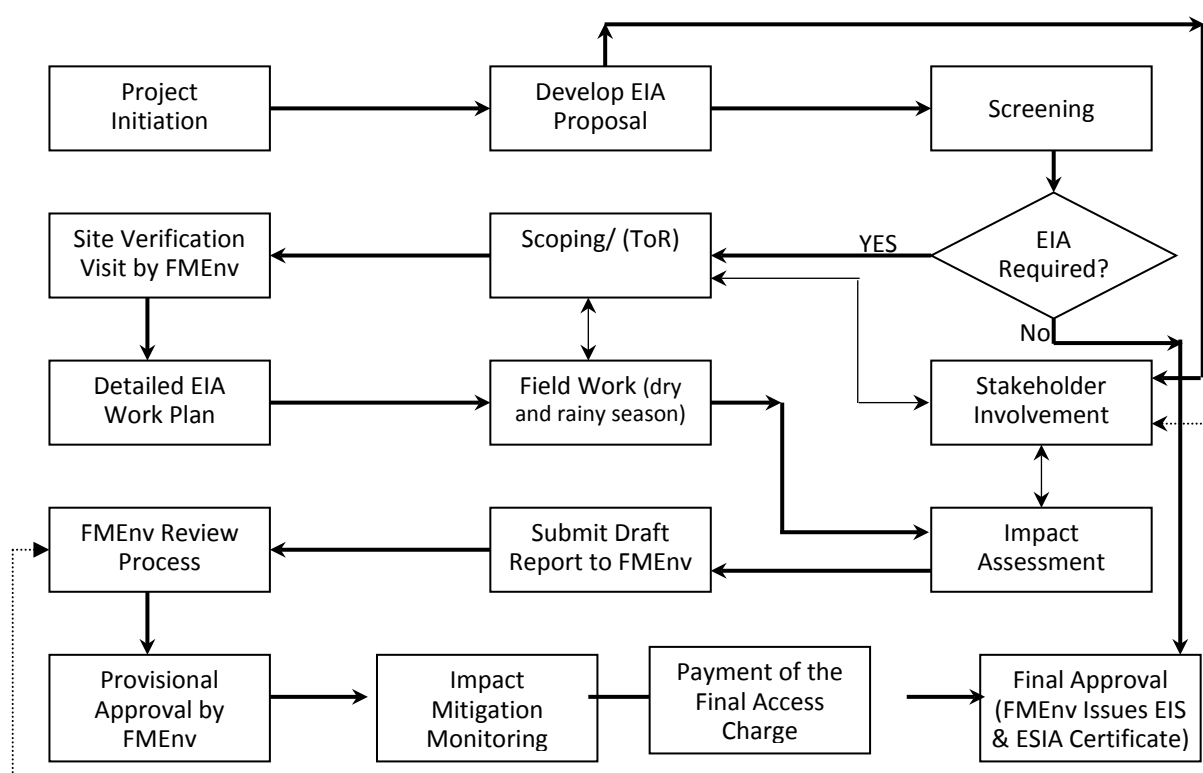 Project
Initiation
Develop EIA
Proposal
Screening
Site Verification
Visit by FMEnv
Scoping/ (ToR)
YES
EIA
Required?
No
Detailed EIA
Work Plan
Field Work (dry
and rainy season)
Stakeholder
Involvement
FMEnv Review
Process
Submit Draft
Report to FMEnv
Impact
Assessment
Provisional
Approval by
FMEnv
Impact
Mitigation
Monitoring
Payment of the
Final Access
Charge
Final Approval
(FMEnv Issues EIS
& ESIA Certificate)